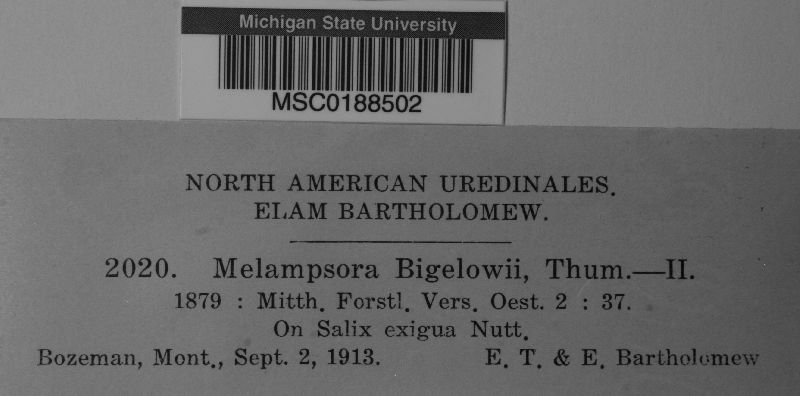 Michigan State University
MSC0188502
NORTH AMERICAN UREDINALES.
ELAM BARTHOLOMEW.
2020. Melampsora Bigelowii, Thum.—II.
1879 : Mitth. Forstl. Vers. Oest. 2 : 37.
On Salix exigua Nutt.
Bozeman, Mont., Sept. 2, 1913. E. T. & E. Bartholomew